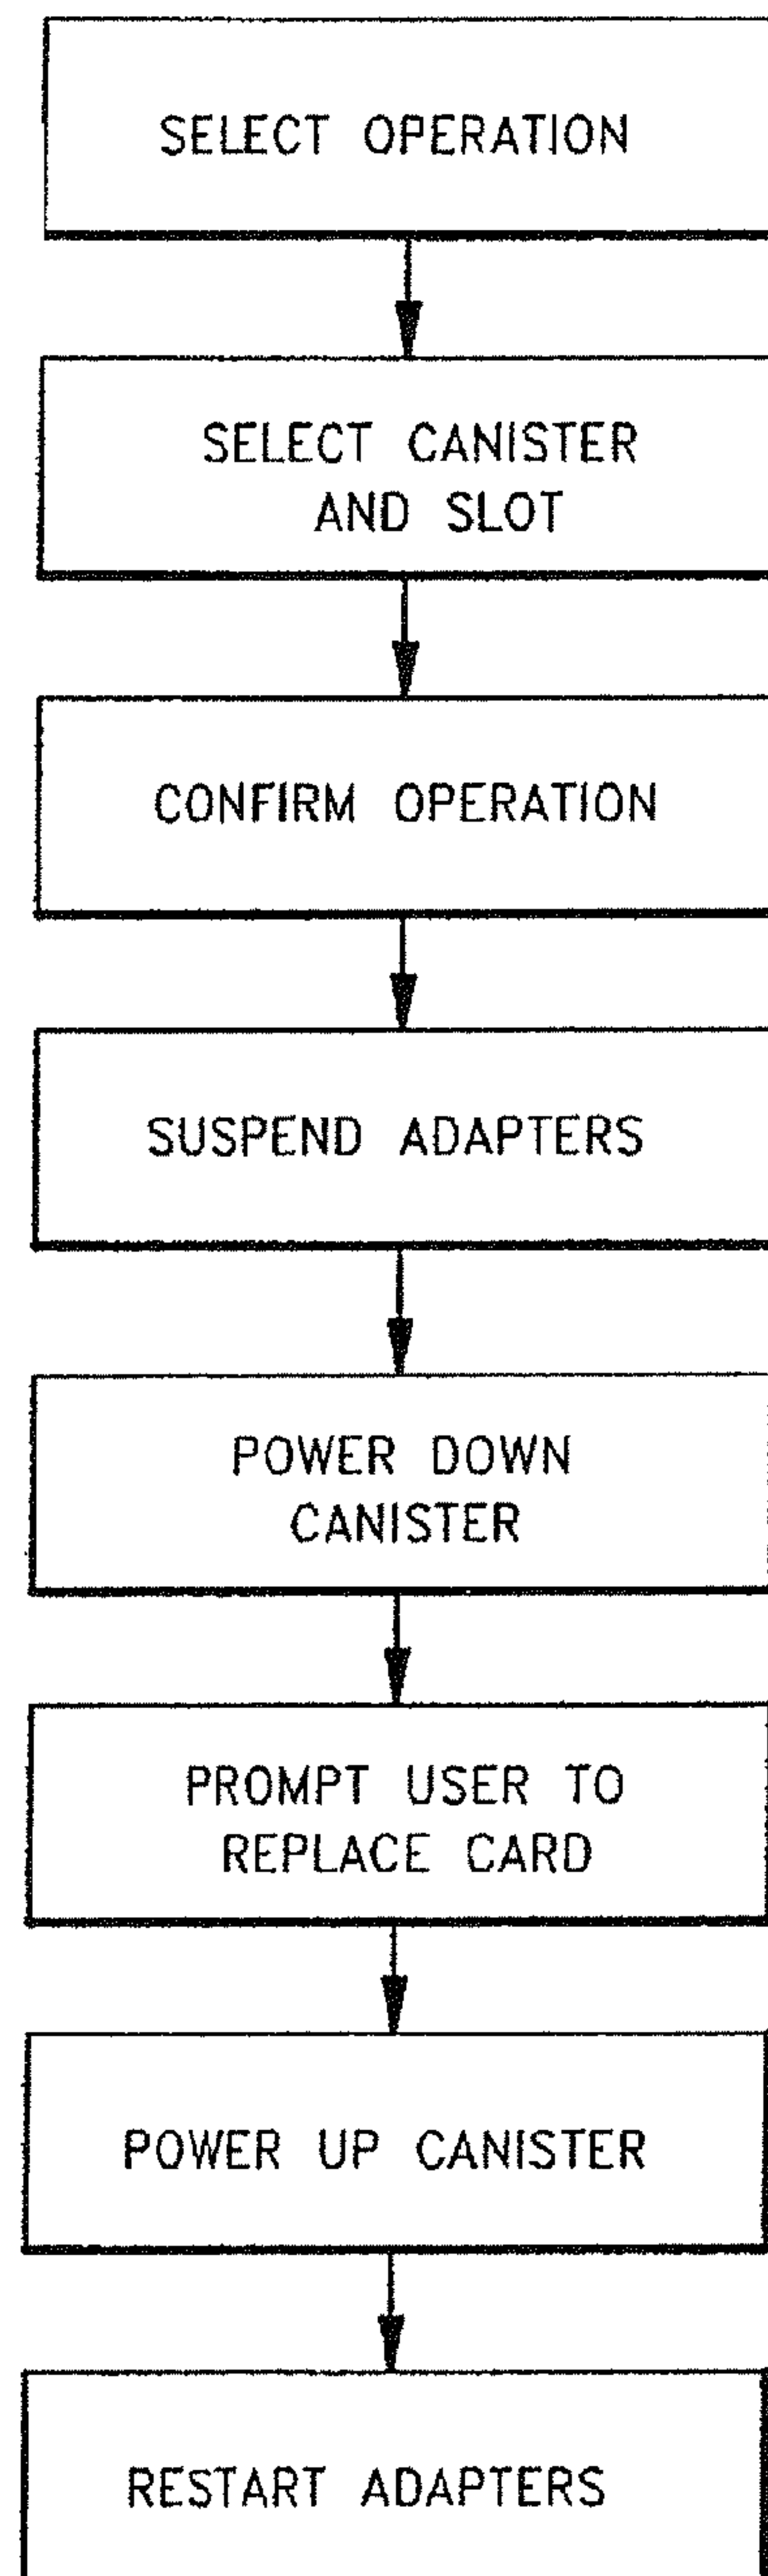 SELECT OPERATION
SELECT CANISTER
AND SLOT
CONFIRM OPERATION
SUSPEND ADAPTERS
POWER DOWN
CANISTER
PROMPT USER TO
REPLACE CARD
POWER UP CANISTER
RESTART ADAPTERS